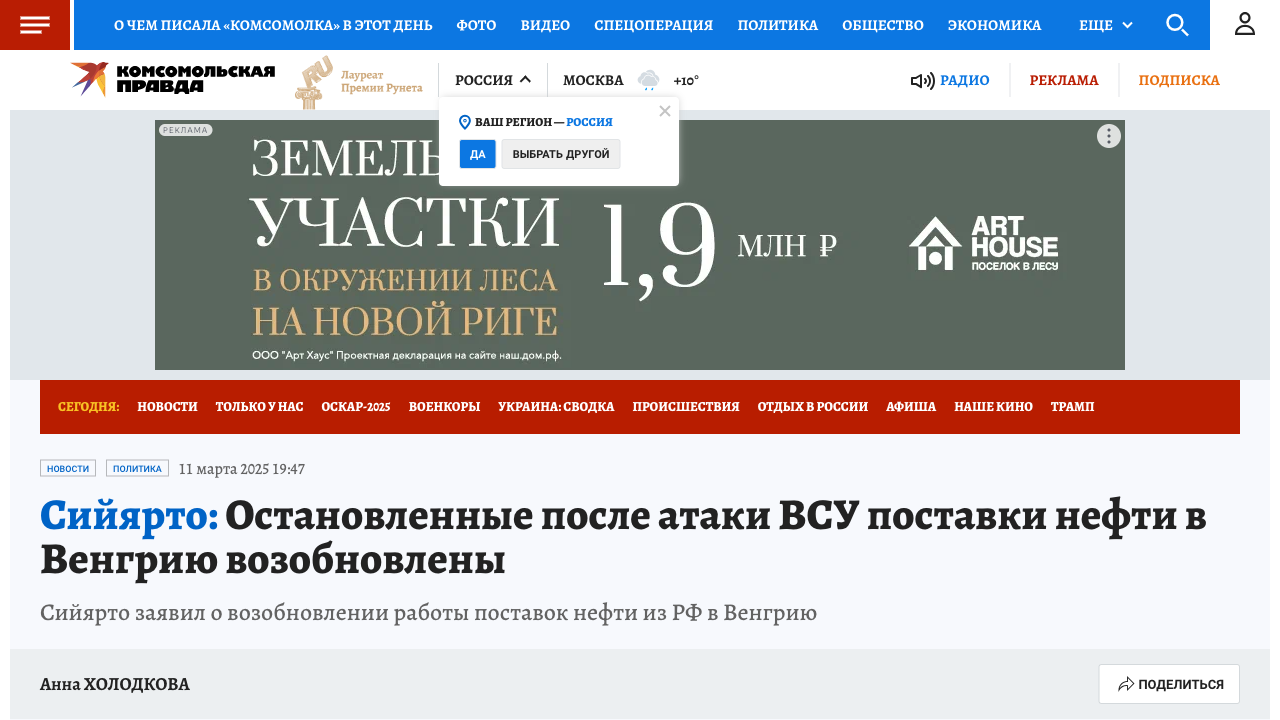 О ЧЕМ ПИСАЛА «КОМСОМОЛКА» В ЭТОТ ДЕНЬ ФОТО ВИДЕО СПЕЦОПЕРАЦИЯ ПОЛИТИКА ОБЩЕСТВО ЭКОНОМИКА ЕЩЕ
КОМСОМОЛЬСКАЯ
ПРАВДА
RU
Лауреат
Премии Рунета
РОССИЯ МОСКВА +10° РАДИО РЕКЛАМА ПОДПИСКА
ВАШ РЕГИОН — РОССИЯ
ДА ВЫБРАТЬ ДРУГОЙ
РЕКЛАМА
УЧАСТКИ
В ОКРУЖЕНИИ ЛЕСА
НА НОВОЙ РИГЕ
ООО "Арт Хаус" Проектная декларация на сайте наш.дом.рф.
1,9 МЛН ₽
ART
HOUSE
ПОСЕЛОК В ЛЕСУ
СЕГОДНЯ: НОВОСТИ ТОЛЬКО У НАС ОСКАР-2025 ВОЕНКОРЫ УКРАИНА: СВОДКА ПРОИСШЕСТВИЯ ОТДЫХ В РОССИИ АФИША НАШЕ КИНО ТРАМП
НОВОСТИ ПОЛИТИКА 11 марта 2025 19:47
Сийярто: Остановленные после атаки ВСУ поставки нефти в
Венгрию возобновлены
Сийярто заявил о возобновлении работы поставок нефти из РФ в Венгрию
Анна ХОЛОДКОВА
ПОДЕЛИТЬСЯ